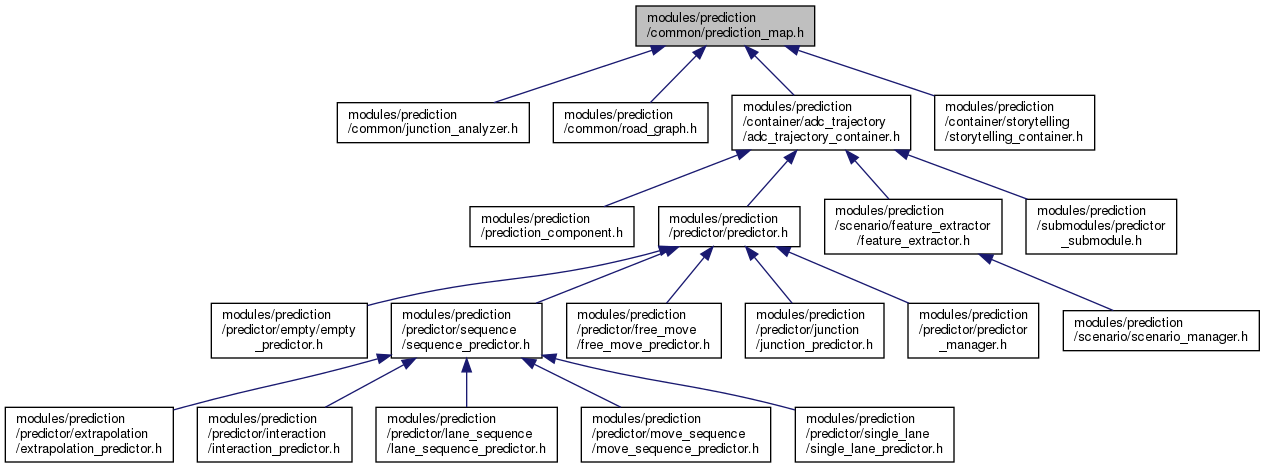 modules/prediction
/common/prediction_map.h
modules/prediction
/common/junction_analyzer.h
modules/prediction
/common/road_graph.h
modules/prediction
/container/adc_trajectory
/adc_trajectory_container.h
modules/prediction
/container/storytelling
/storytelling_container.h
modules/prediction
/prediction_component.h
modules/prediction
/predictor/predictor.h
modules/prediction
/scenario/feature_extractor
/feature_extractor.h
modules/prediction
/submodules/predictor
_submodule.h
modules/prediction
/predictor/empty/empty
_predictor.h
modules/prediction
/predictor/sequence
/sequence_predictor.h
modules/prediction
/predictor/free_move
/free_move_predictor.h
modules/prediction
/predictor/junction
/junction_predictor.h
modules/prediction
/predictor/predictor
_manager.h
modules/prediction
/scenario/scenario_manager.h
modules/prediction
/predictor/extrapolation
/extrapolation_predictor.h
modules/prediction
/predictor/interaction
/interaction_predictor.h
modules/prediction
/predictor/lane_sequence
/lane_sequence_predictor.h
modules/prediction
/predictor/move_sequence
/move_sequence_predictor.h
modules/prediction
/predictor/single_lane
/single_lane_predictor.h